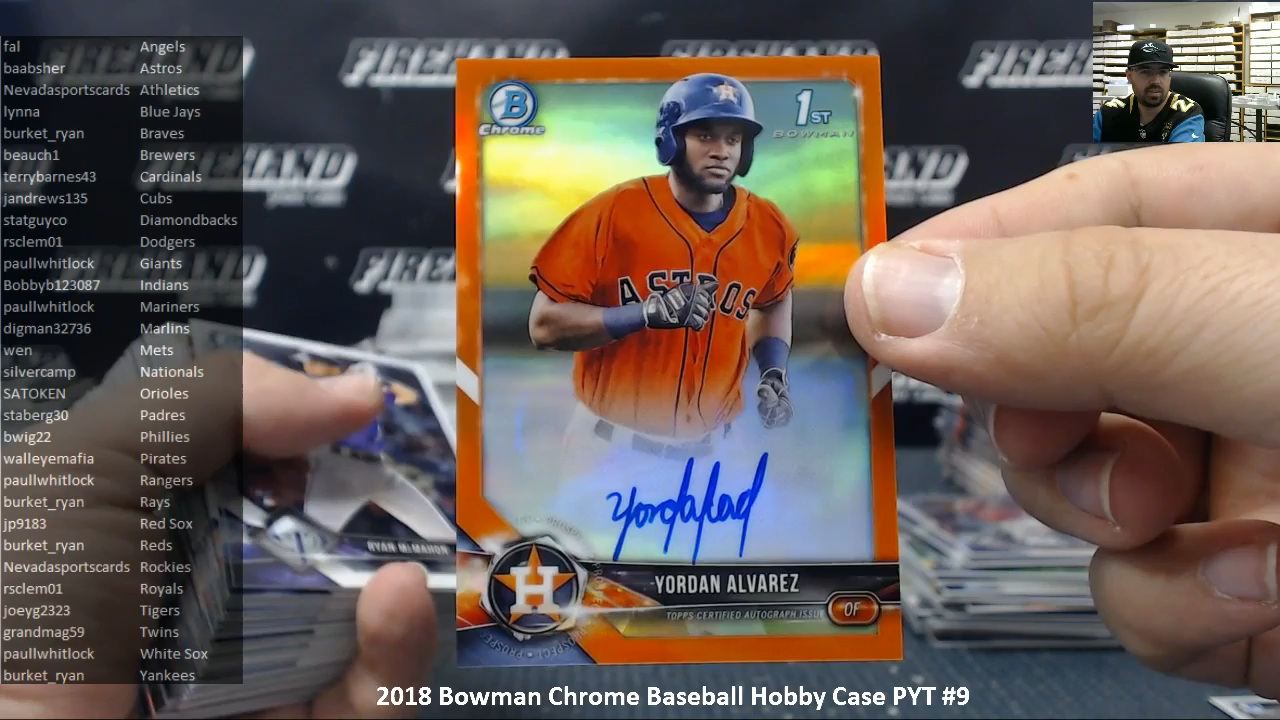 fal Angels
baabsher Astros
Nevadasportscards Athletics
lynna Blue Jays
burket_ryan Braves
beauch1 Brewers
terrybarnes43 Cardinals
jandrews135 Cubs
statguyco Diamondbacks
rsclem01 Dodgers
paullwhitlock Giants
Bobbyb123087 Indians
paullwhitlock Mariners
digman32736 Marlins
wen Mets
silvercamp Nationals
SATOKEN Orioles
staberg30 Padres
bwig22 Phillies
walleyemafia Pirates
paullwhitlock Rangers
burket_ryan Rays
jp9183 Red Sox
burket_ryan Reds
Nevadasportscards Rockies
rsclem01 Royals
joeyg2323 Tigers
grandmag59 Twins
paullwhitlock White Sox
burket_ryan Yankees
FIREHAND
B
Chrome
1ST
BOWMAN
ASTROS
H
YORDAN ALVAREZ
TOPPS CERTIFIED AUTOGRAPH ISSU
OF
RYAN McMAHON
2018 Bowman Chrome Baseball Hobby Case PYT #9